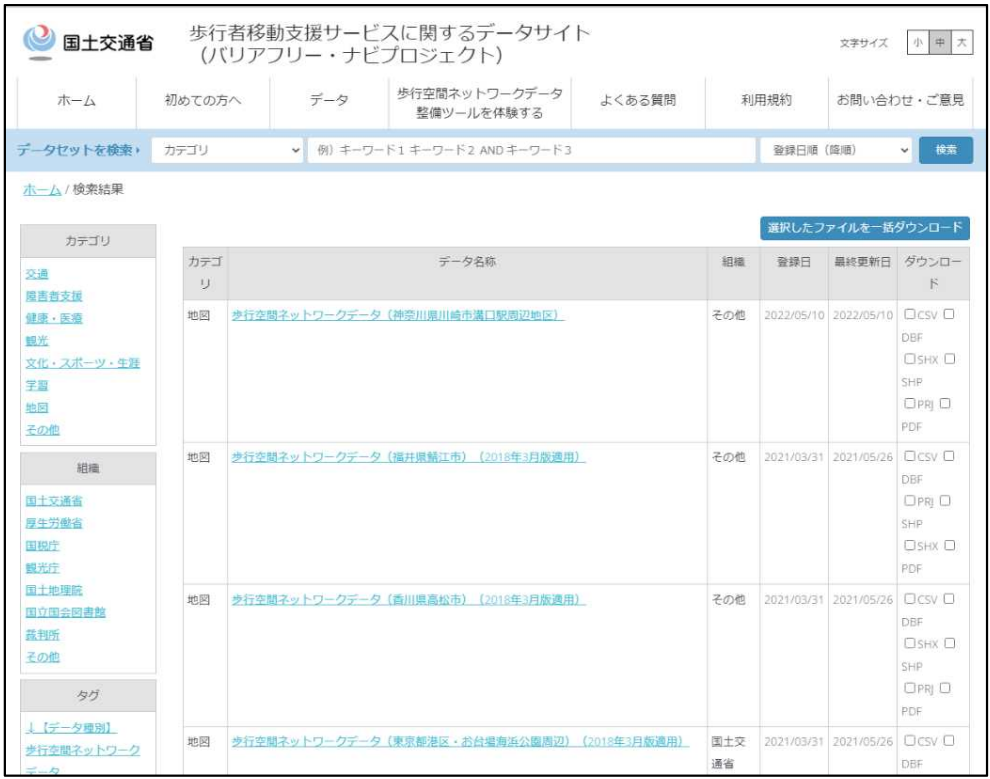 国土交通省
歩行者移動支援サービスに関するデータサイト
（バリアフリー・ナビプロジェクト）
文字サイズ 小 中 大
ホーム 初めての方へ データ 歩行空間ネットワークデータ
整備ツールを体験する よくある質問 利用規約 お問い合わせ・ご意見
データセットを検索 カテゴリ 例）キーワード1 キーワード2 AND キーワード3 登録日順（降順） 検索
ホーム / 検索結果
選択したファイルを一括ダウンロード
カテゴリ
交通
障害者支援
健康・医療
観光
文化・スポーツ・生涯
学習
地図
その他
組織
国土交通省
厚生労働省
国税庁
観光庁
国土地理院
国立国会図書館
裁判所
その他
タグ
↓【データ種別】
歩行空間ネットワーク
データ
カテゴ
リ データ名称 組織 登録日 最終更新日 ダウンロー
ド
地図 歩行空間ネットワークデータ（神奈川県川崎市溝口駅周辺地区） その他 2022/05/10 2022/05/10 CSV
DBF
SHX
SHP
PRJ
PDF
地図 歩行空間ネットワークデータ（福井県鯖江市）（2018年3月版適用） その他 2021/03/31 2021/05/26 CSV
DBF
PRJ
SHP
SHX
PDF
地図 歩行空間ネットワークデータ（香川県高松市）（2018年3月版適用） その他 2021/03/31 2021/05/26 CSV
DBF
SHX
SHP
PRJ
PDF
地図 歩行空間ネットワークデータ（東京都港区・お台場海浜公園周辺）（2018年3月版適用） 国土交
通省 2021/03/31 2021/05/26 CSV
DBF